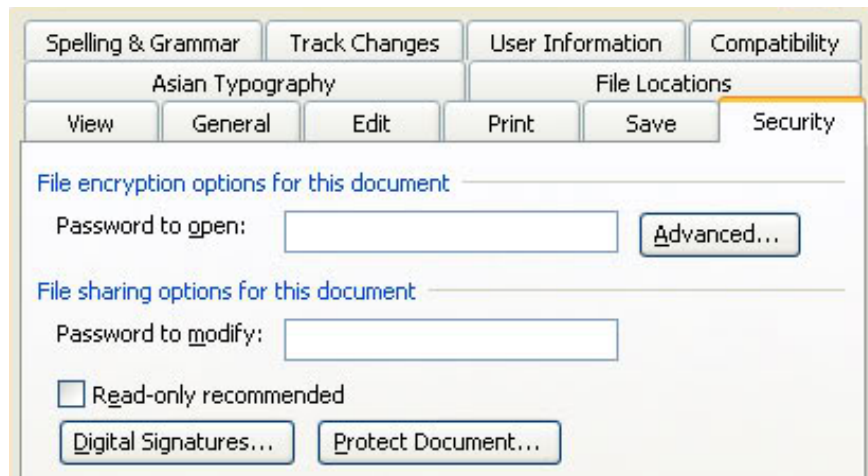 Spelling & Grammar Track Changes User Information Compatibility
Asian Typography File Locations
View General Edit Print Save Security
File encryption options for this document
Password to open: Advanced...
File sharing options for this document
Password to modify:
Read-only recommended
Digital Signatures... Protect Document...